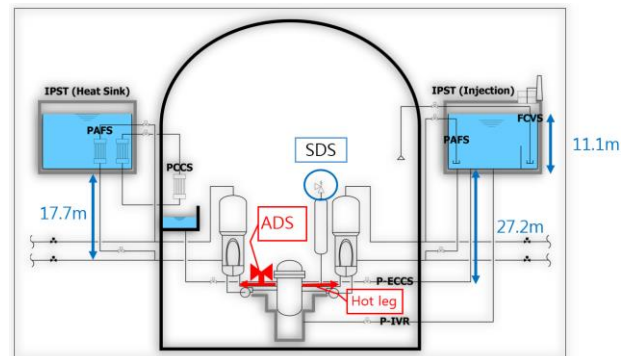 IPST (Heat Sink)
IPST (Injection)
FCVS
PAFS
PAFS
SDS
11.1m
PCCS
17.7m
ADS
27.2m
P-ECCS
Hot leg
P-IVR